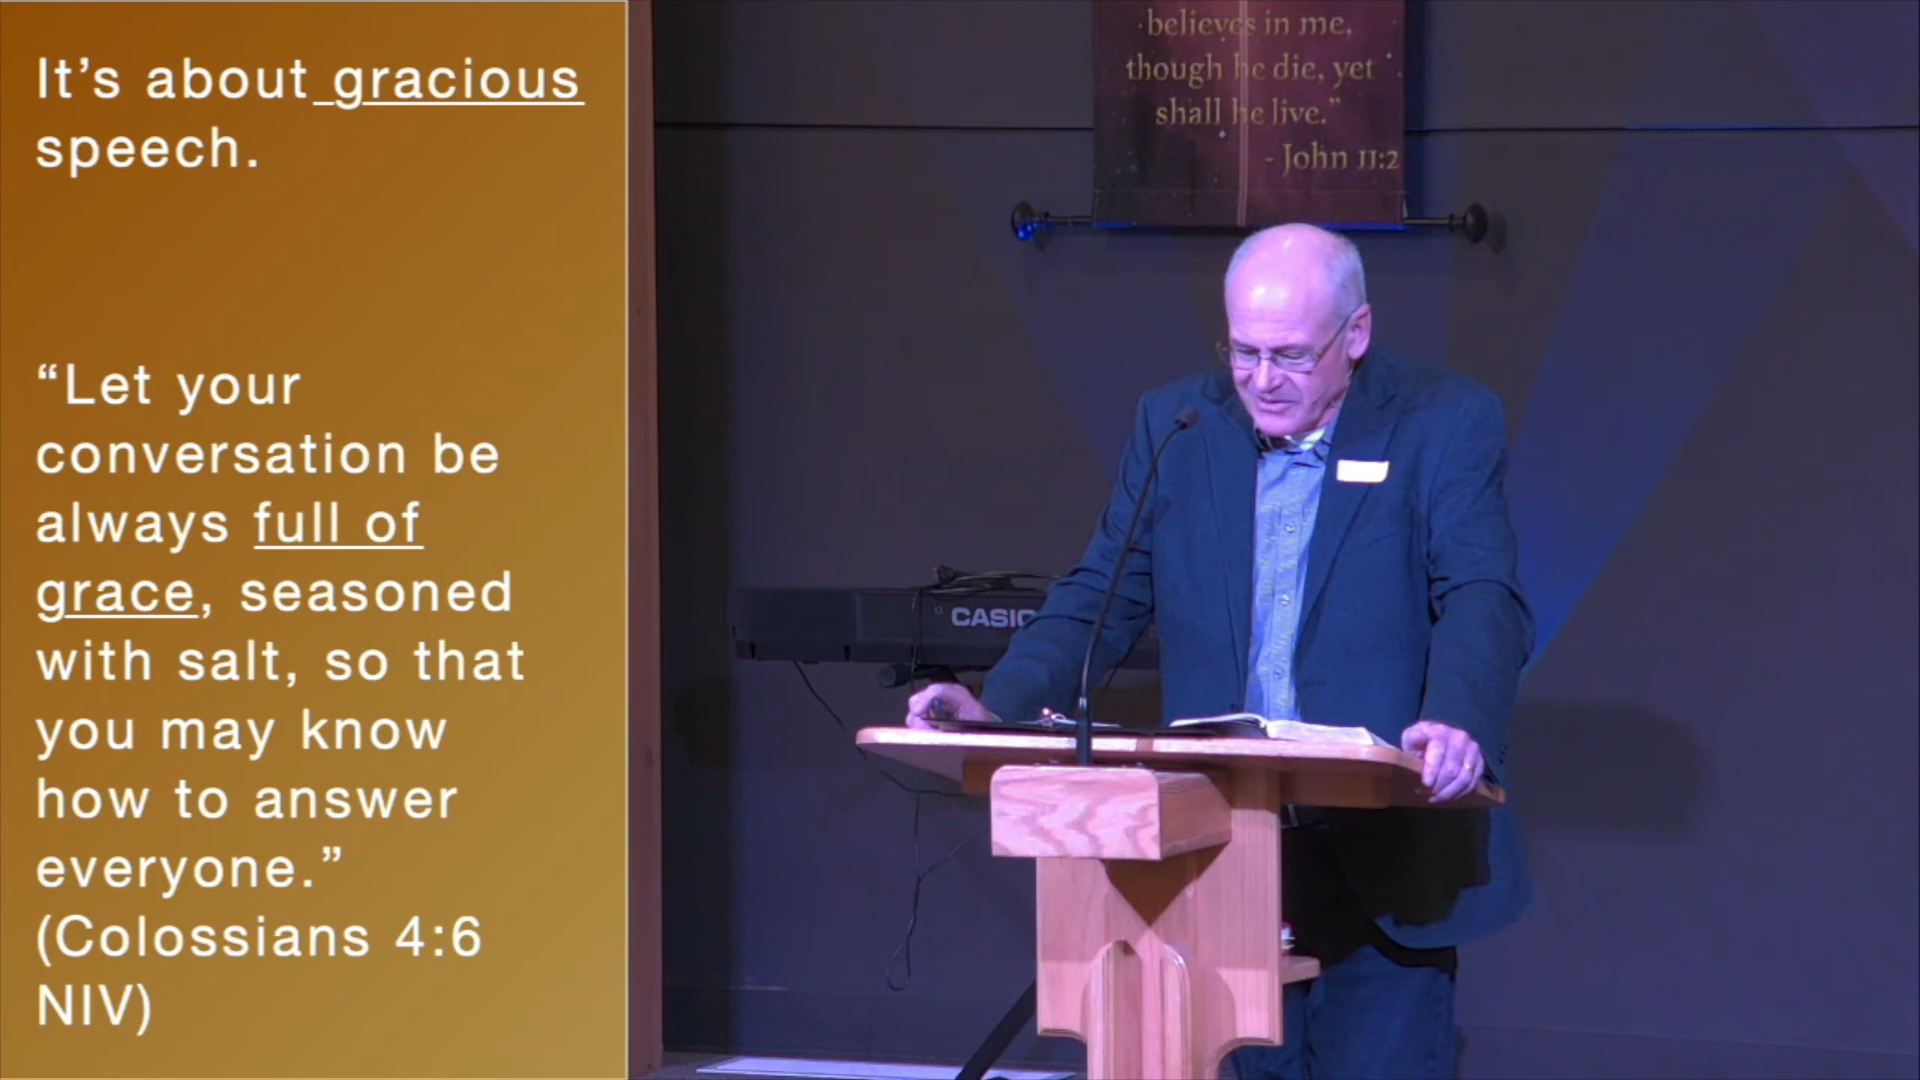 It’s about gracious
speech.
“Let your
conversation be
always full of
grace, seasoned
with salt, so that
you may know
how to answer
everyone.”
(Colossians 4:6
NIV)
believes in me,
though he die, yet
shall he live.”
- John 11:2
CASIO